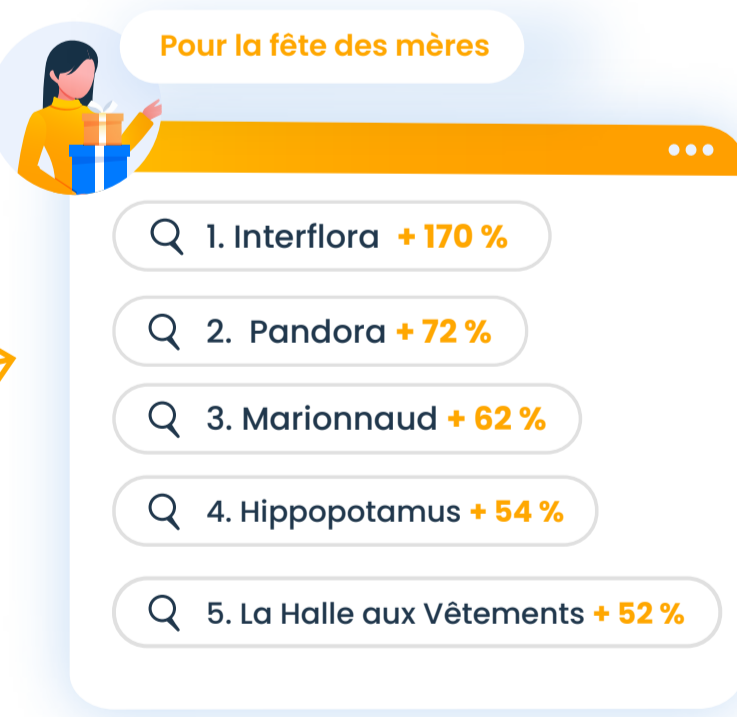 Pour la fête des mères
1. Interflora + 170 %
2. Pandora + 72 %
3. Marionnaud + 62 %
4. Hippopotamus + 54 %
5. La Halle aux Vêtements + 52 %